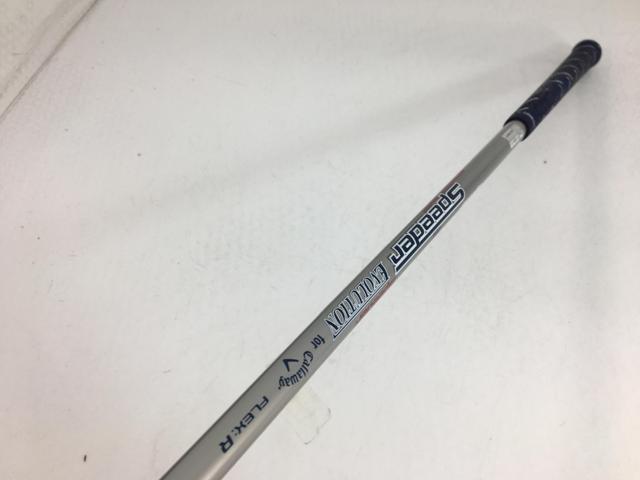 Speeder
EVOLUTION
for Callaway
FLEX:R